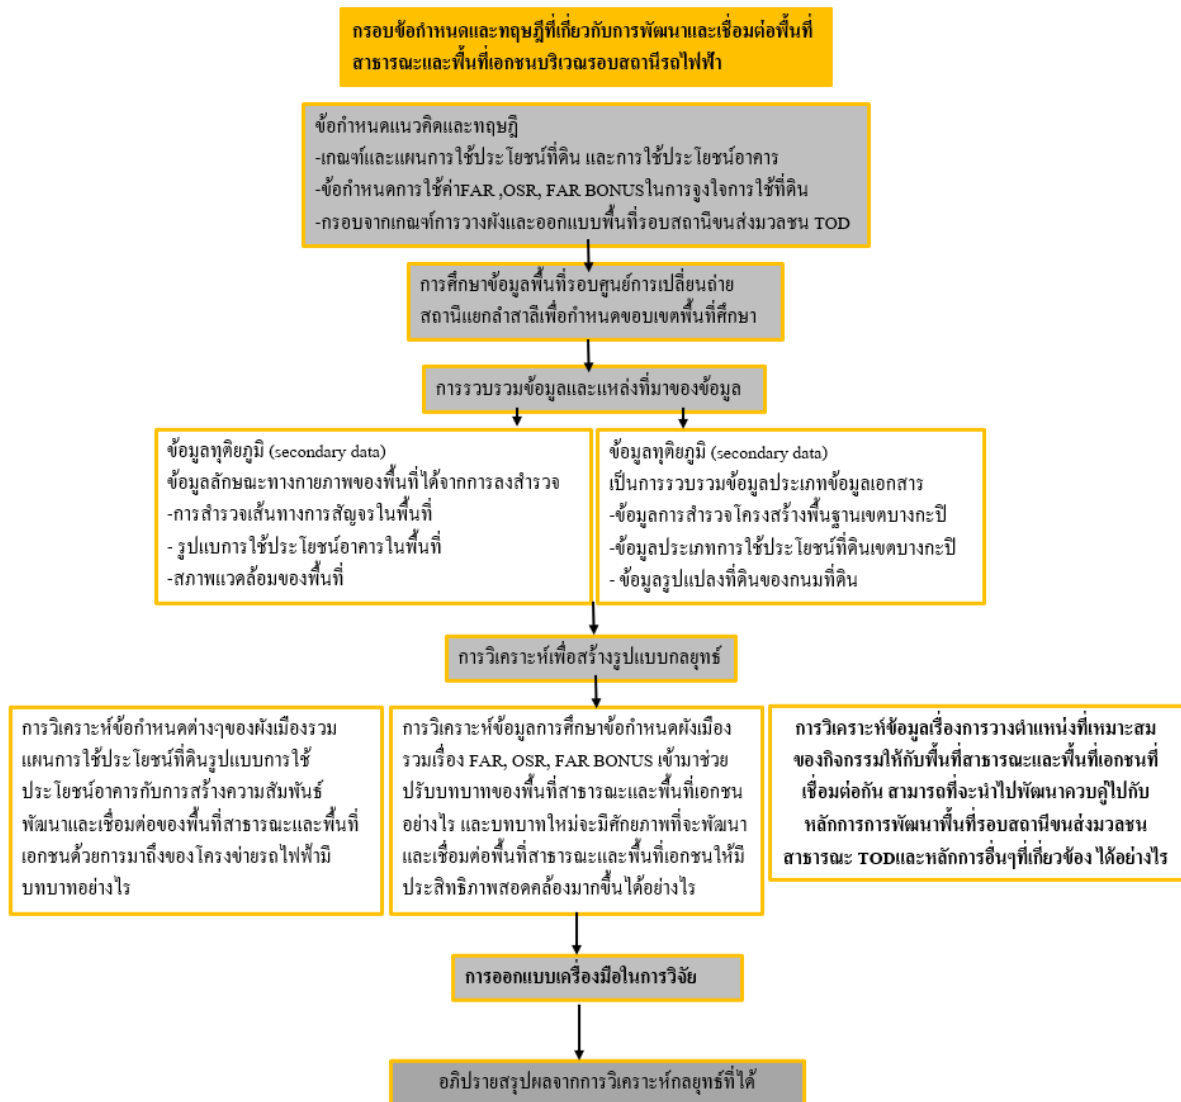 กรอบข้อกำหนดและทฤษฎีที่เกี่ยวกับการพัฒนาและเชื่อมต่อพื้นที่
สาธารณะและพื้นที่เอกชนบริเวณรอบสถานีรถไฟฟ้า
ข้อกำหนดแนวคิดและทฤษฎี
-เกณฑ์และแผนการใช้ประโยชน์ที่ดิน และการใช้ประโยชน์อาคาร
-ข้อกำหนดการใช้ค่าFAR ,OSR, FAR BONUSในการจูงใจการใช้ที่ดิน
-กรอบจากเกณฑ์การวางผังและออกแบบพื้นที่รอบสถานีขนส่งมวลชน TOD
การศึกษาข้อมูลพื้นที่รอบศูนย์การเปลี่ยนถ่าย
สถานีแยกลำสาลีเพื่อกำหนดขอบเขตพื้นที่ศึกษา
การรวบรวมข้อมูลและแหล่งที่มาของข้อมูล
ข้อมูลทุติยภูมิ (secondary data)
ข้อมูลลักษณะทางกายภาพของพื้นที่ได้จากการลงสำรวจ
-การสำรวจเส้นทางการสัญจรในพื้นที่
- รูปแบการใช้ประโยชน์อาคารในพื้นที่
-สภาพแวดล้อมของพื้นที่
ข้อมูลทุติยภูมิ (secondary data)
เป็นการรวบรวมข้อมูลประเภทข้อมูลเอกสาร
-ข้อมูลการสำรวจโครงสร้างพื้นฐานเขตบางกะปิ
-ข้อมูลประเภทการใช้ประโยชน์ที่ดินเขตบางกะปิ
- ข้อมูลรูปแปลงที่ดินของกนมที่ดิน
การวิเคราะห์เพื่อสร้างรูปแบบกลยุทธ์
การวิเคราะห์ข้อกำหนดต่างๆของผังเมืองรวม
แผนการใช้ประโยชน์ที่ดินรูปแบบการใช้
ประโยชน์อาคารกับการสร้างความสัมพันธ์
พัฒนาและเชื่อมต่อของพื้นที่สาธารณะและพื้นที่
เอกชนด้วยการมาถึงของโครงข่ายรถไฟฟ้ามี
บทบาทอย่างไร
การวิเคราะห์ข้อมูลการศึกษาข้อกำหนดผังเมือง
รวมเรื่อง FAR, OSR, FAR BONUS เข้ามาช่วย
ปรับบทบาทของพื้นที่สาธารณะและพื้นที่เอกชน
อย่างไร และบทบาทใหม่จะมีศักยภาพที่จะพัฒนา
และเชื่อมต่อพื้นที่สาธารณะและพื้นที่เอกชนให้มี
ประสิทธิภาพสอดคล้องมากขึ้นได้อย่างไร
การวิเคราะห์ข้อมูลเรื่องการวางตำแหน่งที่เหมาะสม
ของกิจกรรมให้กับพื้นที่สาธารณะและพื้นที่เอกชนที่
เชื่อมต่อกัน สามารถที่จะนำไปพัฒนาควบคู่ไปกับ
หลักการการพัฒนาพื้นที่รอบสถานีขนส่งมวลชน
สาธารณะ TODและหลักการอื่นๆที่เกี่ยวข้อง ได้อย่างไร
การออกแบบเครื่องมือในการวิจัย
อภิปรายสรุปผลจากการวิเคราะห์กลยุทธ์ที่ได้